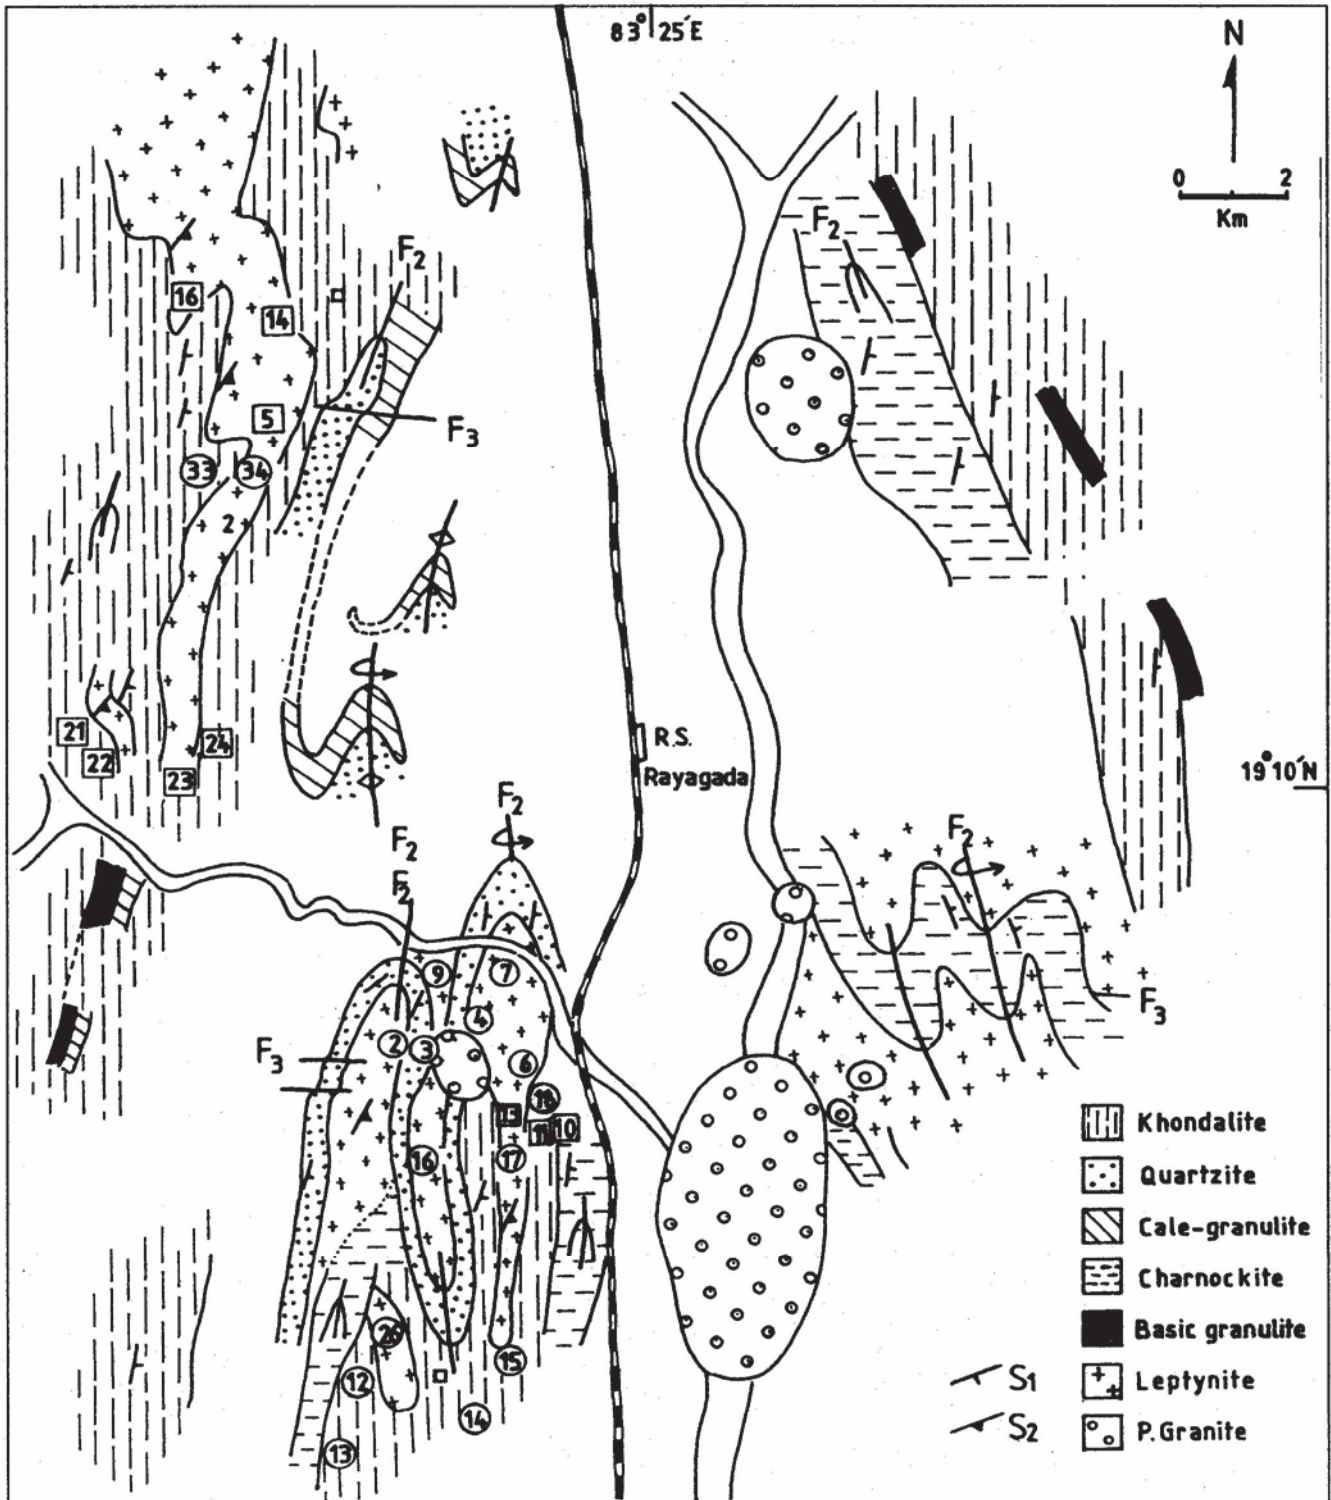 83°25'E
N
0 2
Km
F₂
F₂
16
14
5
F₃
33 34
2
R.S.
Rayagada
21
22
24
23
19°10'N
F₂
F₂
F₂
F₂
9 7
4
2 3
6
F₃
F₃
18
13 11 10
16 17
26
15
12
14
13
Khondalite
Quartzite
Cale-granulite
Charnockite
Basic granulite
S1 Leptynite
S2 P.Granite